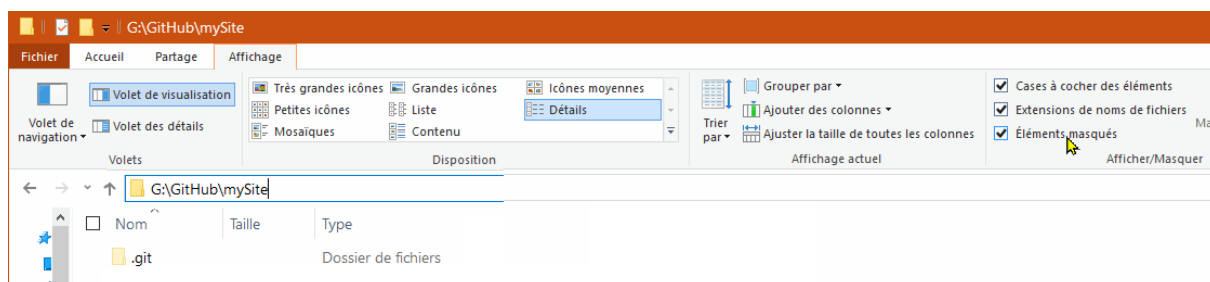 G:\GitHub\mySite
Fichier Accueil Partage Affichage
Volet de navigation
Volet de visualisation
Volet des détails
Volets
Très grandes icônes Grandes icônes Icônes moyennes
Petites icônes Liste Détails
Mosaïques Contenu
Disposition
Trier par
Grouper par
Ajouter des colonnes
Ajuster la taille de toutes les colonnes
Affichage actuel
Cases à cocher des éléments
Extensions de noms de fichiers
Éléments masqués
Ma
Afficher/Masquer
G:\GitHub\mySite
Nom Taille Type
.git Dossier de fichiers